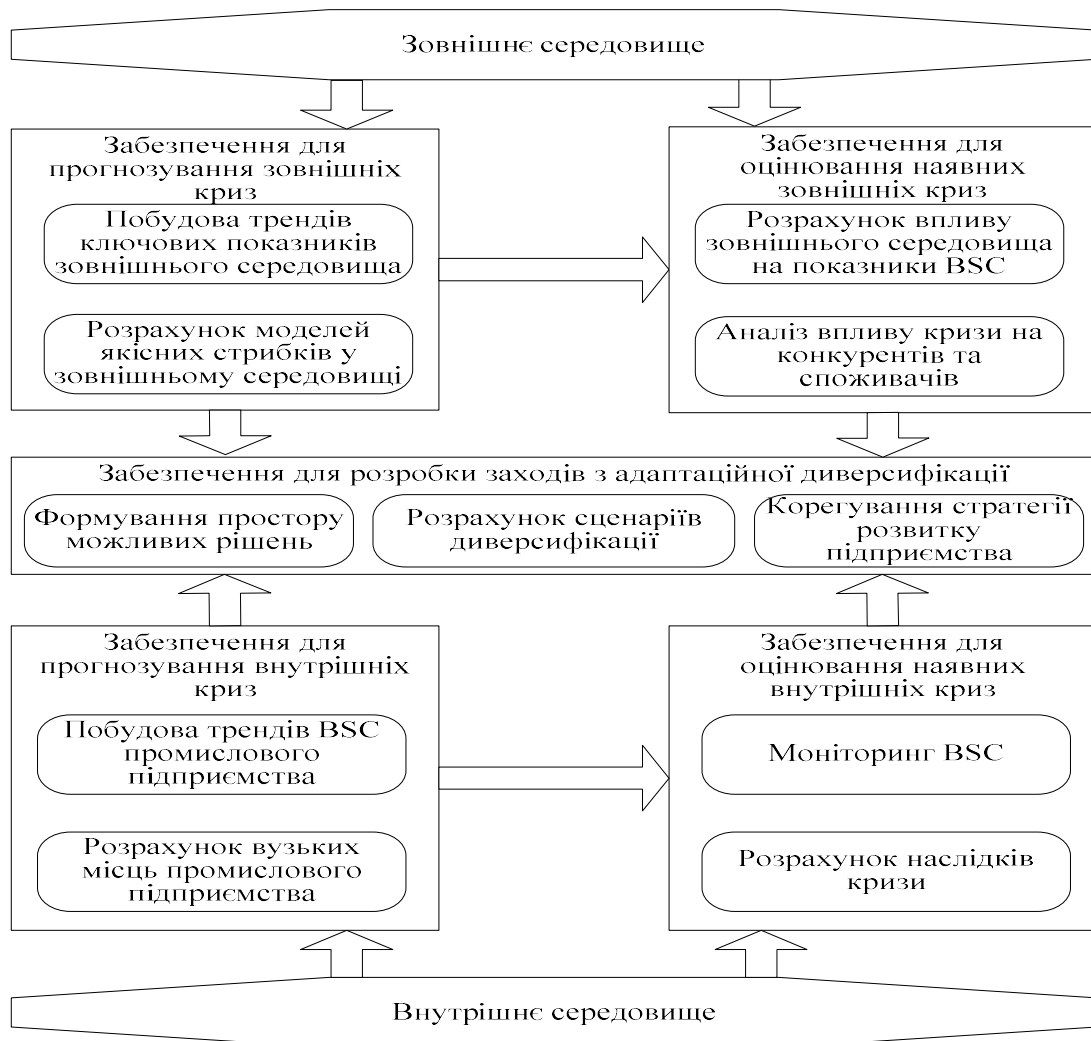 Зовнішнє середовище
Забезпечення для
прогнозування зовнішніх
криз
Побудова трендів
ключових показників
зовнішнього середовища
Розрахунок моделей
якісних стрибків у
зовнішньому середовищі
Забезпечення для
оцінювання наявних
зовнішніх криз
Розрахунок впливу
зовнішнього середовища
на показники BSC
Аналіз впливу кризи на
конкурентів та
споживачів
Забезпечення для розробки заходів з адаптаційної диверсифікації
Формування простору
можливих рішень
Розрахунок сценаріїв
диверсифікації
Корегування стратегії
розвитку
підприємства
Забезпечення для
прогнозування внутрішніх
криз
Побудова трендів BSC
промислового
підприємства
Розрахунок вузьких
місць промислового
підприємства
Забезпечення для
оцінювання наявних
внутрішніх криз
Моніторинг BSC
Розрахунок наслідків
кризи
Внутрішнє середовище